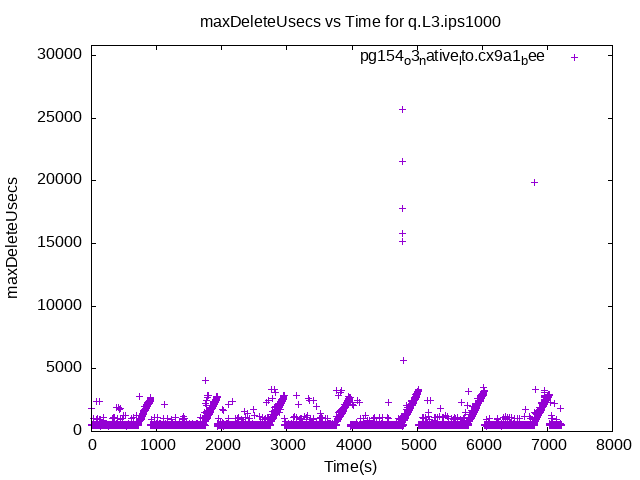 maxDeleteUsecs vs Time for q.L3.ips1000
pg154_o3_native_lto.cx9a1_bee
30000
25000
20000
15000
10000
5000
0
maxDeleteUsecs
0 1000 2000 3000 4000 5000 6000 7000 8000
Time(s)